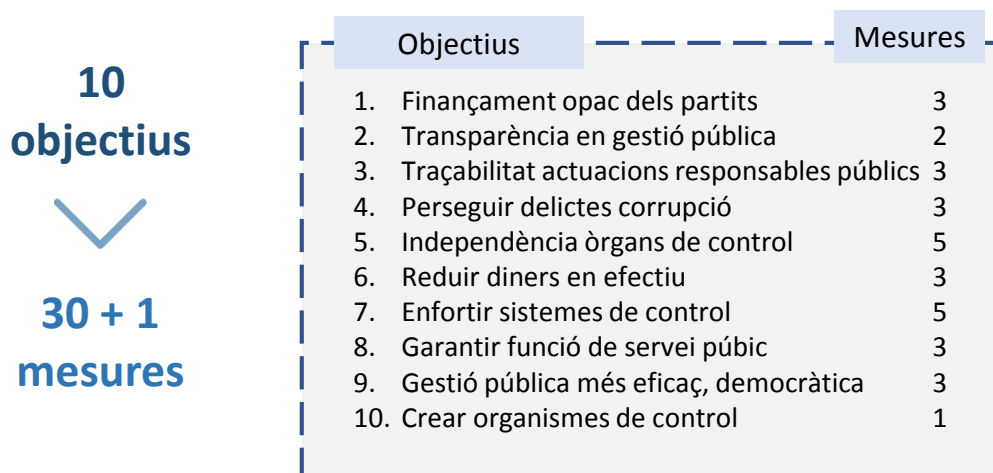 10
objectius
30 + 1
mesures
Objectius Mesures
1. Finançament opac dels partits 3
2. Transparència en gestió pública 2
3. Traçabilitat actuacions responsables públics 3
4. Perseguir delictes corrupció 3
5. Independència òrgans de control 5
6. Reduir diners en efectiu 3
7. Enfortir sistemes de control 5
8. Garantir funció de servei púbic 3
9. Gestió pública més eficaç, democràtica 3
10. Crear organismes de control 1